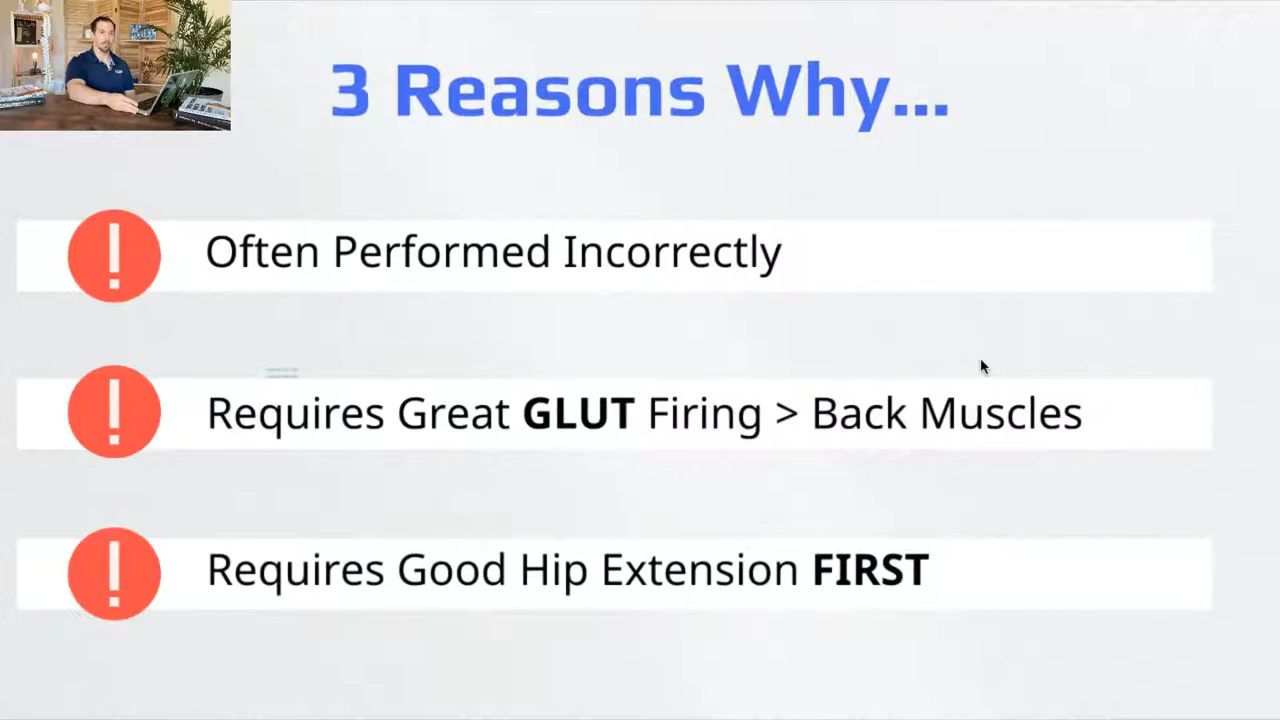 3 Reasons Why...
Often Performed Incorrectly
Requires Great GLUT Firing > Back Muscles
Requires Good Hip Extension FIRST